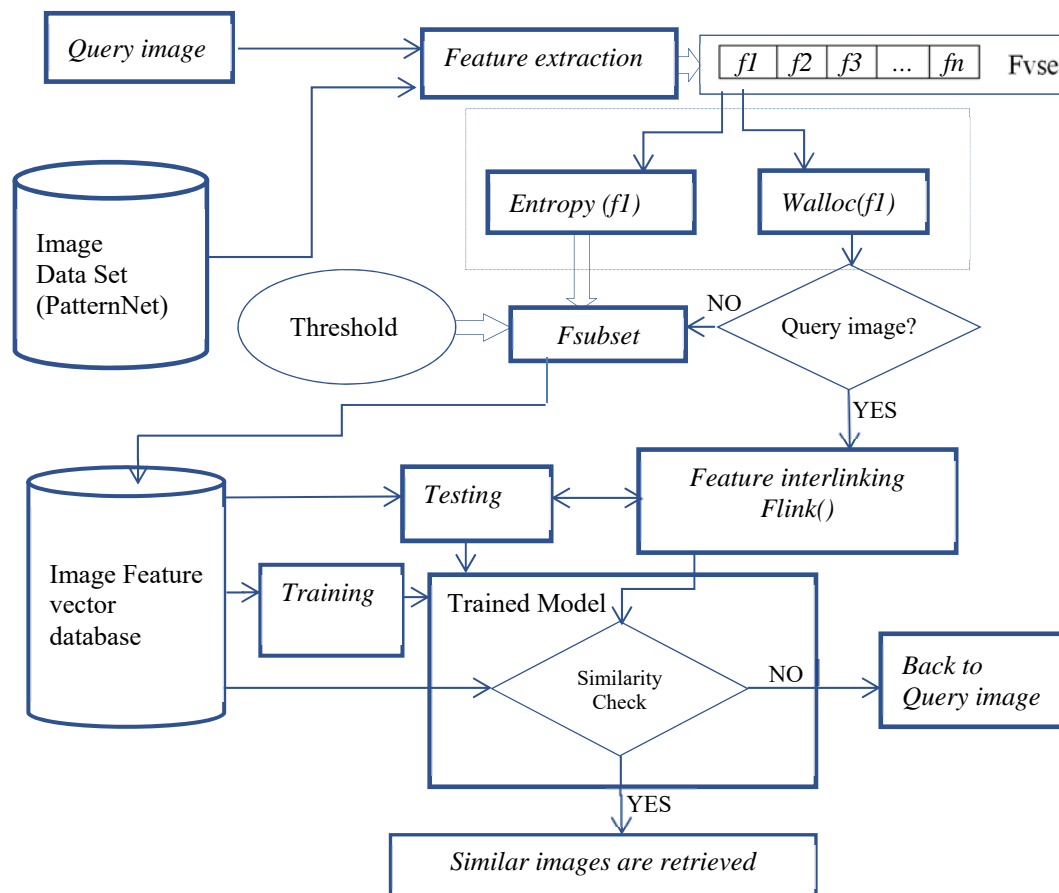 Query image
Feature extraction
f1 f2 f3 ... fn Fvse
Entropy (f1)
Walloc(f1)
Image
Data Set
(PatternNet)
Threshold
Fsubset
NO
Query image?
YES
Feature interlinking
Flink()
Testing
Image Feature
vector
database
Training
Trained Model
Similarity
Check
NO
Back to
Query image
YES
Similar images are retrieved